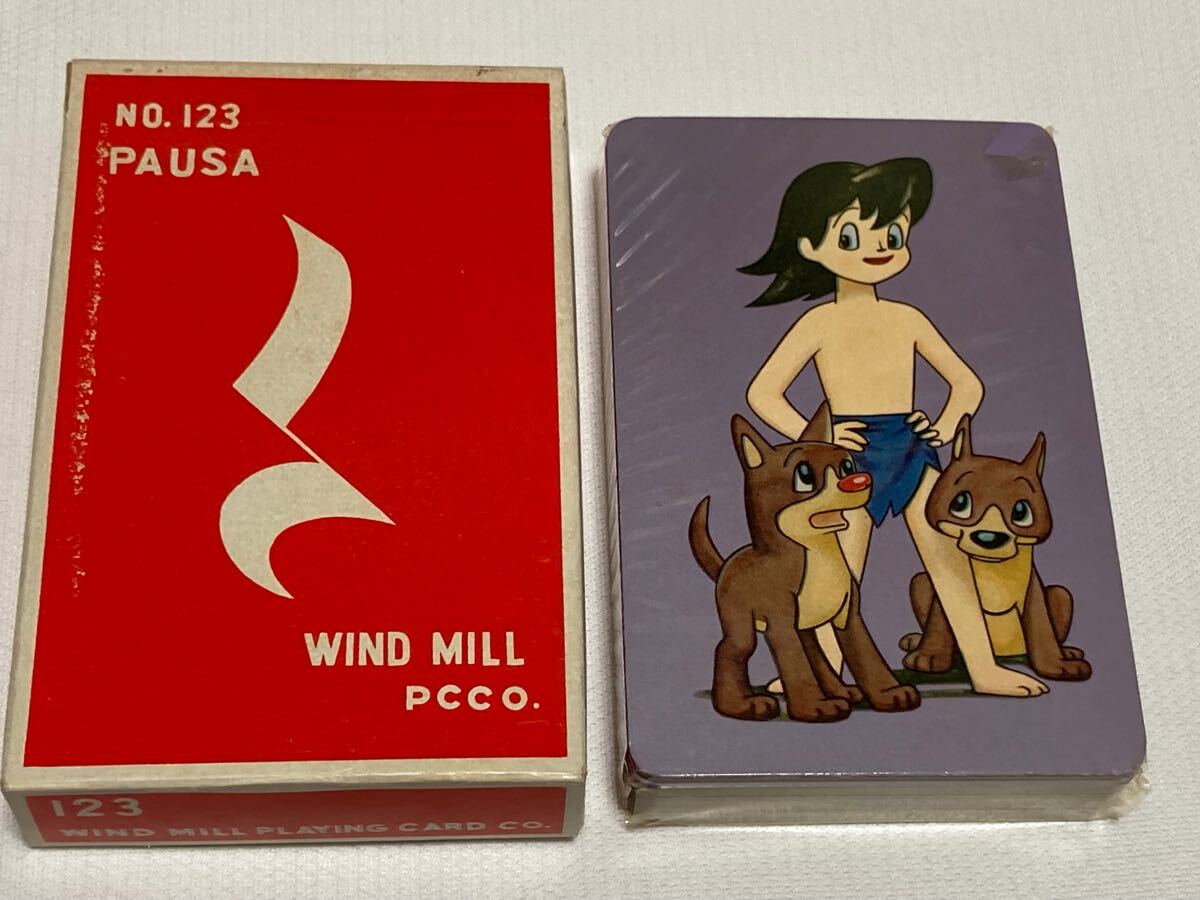 NO. 123
PAUSA
WIND MILL
PCCO.
123
WIND MILL PLAYING CARD CO.